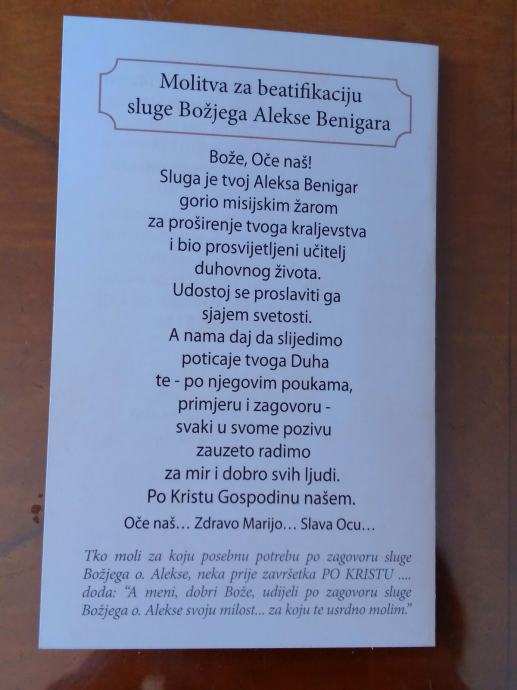 Molitva za beatifikaciju
sluge Božjega Alekse Benigara
Bože, Oče naš!
Sluga je tvoj Aleksa Benigar
gorio misijskim žarom
za proširenje tvoga kraljevstva
i bio prosvijetljeni učitelj
duhovnog života.
Udostoj se proslaviti ga
sjajem svetosti.
A nama daj da slijedimo
poticaje tvoga Duha
te - po njegovim poukama,
primjeru i zagovoru -
svaki u svome pozivu
zauzeto radimo
za mir i dobro svih ljudi.
Po Kristu Gospodinu našem.
Oče naš… Zdravo Marijo… Slava Ocu…
Tko moli za koju posebnu potrebu po zagovoru sluge
Božjega o. Alekse, neka prije završetka PO KRISTU ....
doda: "A meni, dobri Bože, udijeli po zagovoru sluge
Božjega o. Alekse svoju milost... za koju te usrdno molim."